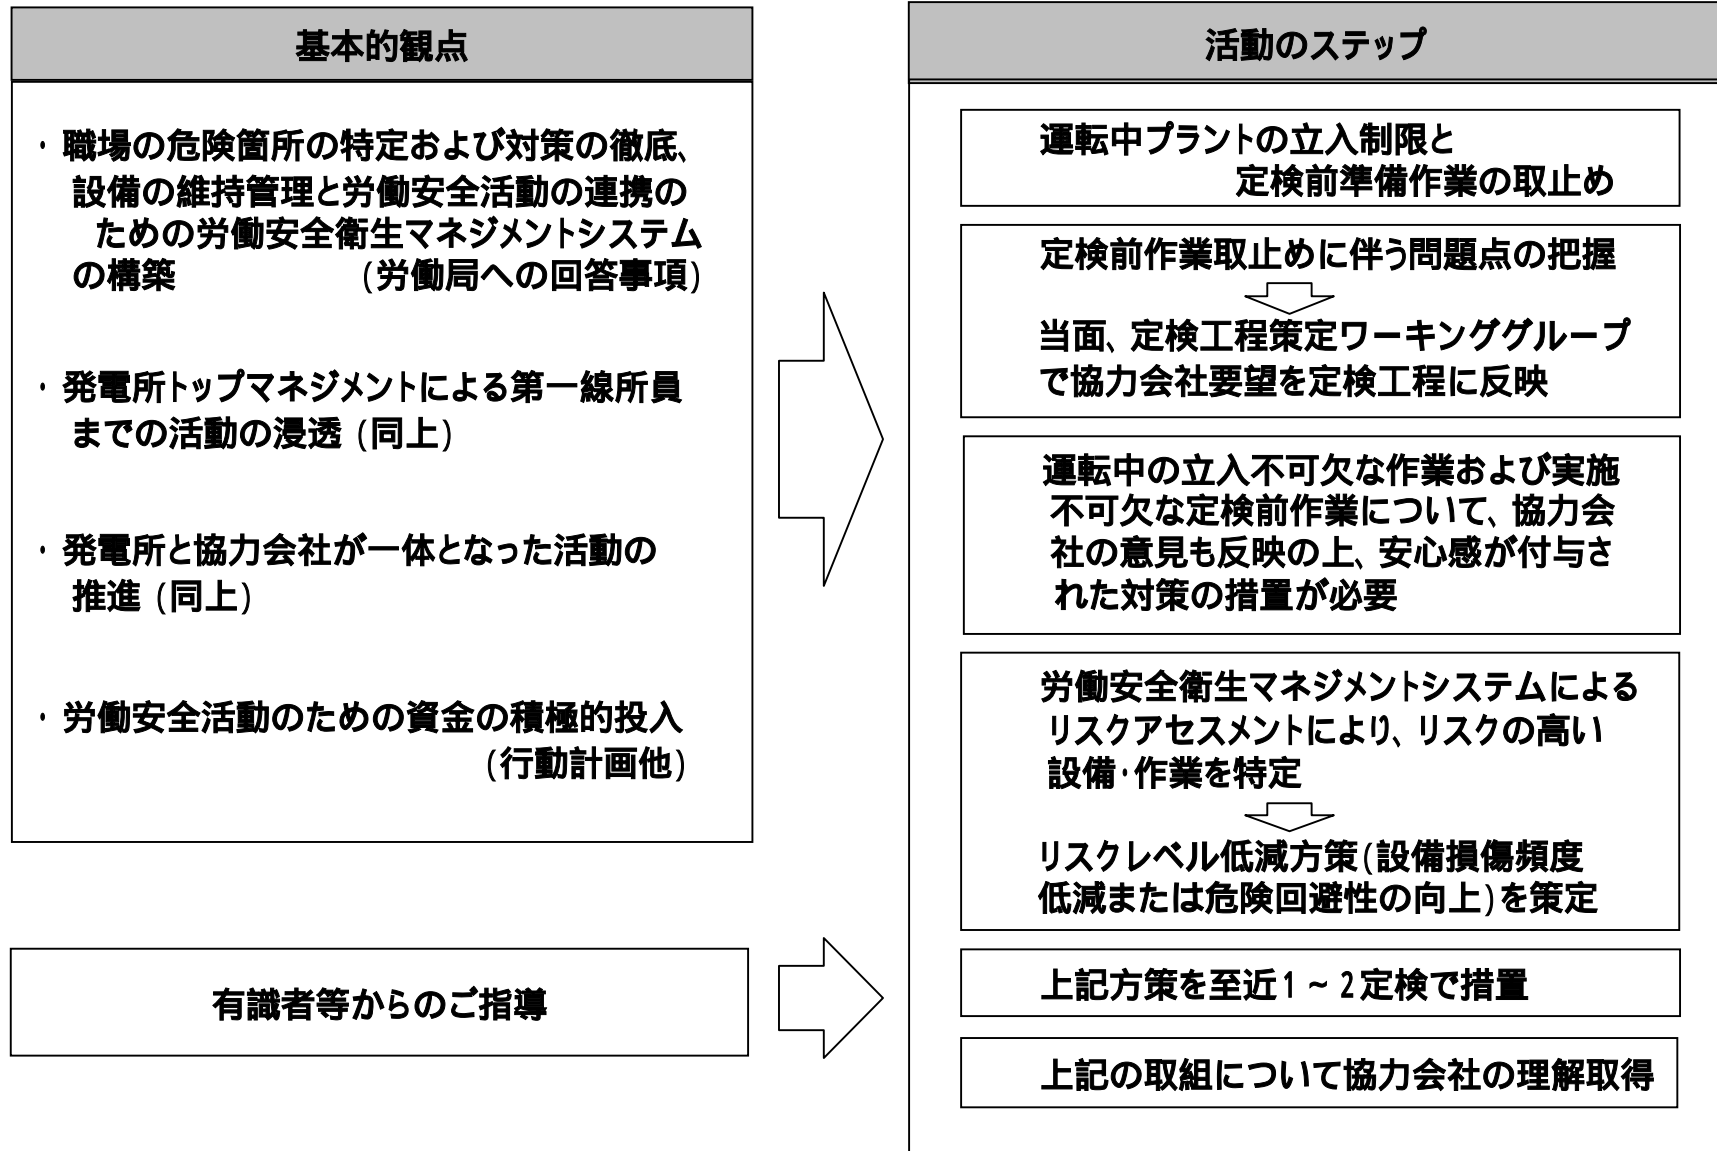 基本的観点
・職場の危険箇所の特定および対策の徹底、
設備の維持管理と労働安全活動の連携の
ための労働安全衛生マネジメントシステム
の構築 (労働局への回答事項)
・発電所トップマネジメントによる第一線所員
までの活動の浸透 (同上)
・発電所と協力会社が一体となった活動の
推進 (同上)
・労働安全活動のための資金の積極的投入
(行動計画他)
有識者等からのご指導
活動のステップ
運転中プラントの立入制限と
定検前準備作業の取止め
定検前作業取止めに伴う問題点の把握
当面、定検工程策定ワーキンググループ
で協力会社要望を定検工程に反映
運転中の立入不可欠な作業および実施
不可欠な定検前作業について、協力会
社の意見も反映の上、安心感が付与さ
れた対策の措置が必要
労働安全衛生マネジメントシステムによる
リスクアセスメントにより、リスクの高い
設備・作業を特定
リスクレベル低減方策(設備損傷頻度
低減または危険回避性の向上)を策定
上記方策を至近1~2定検で措置
上記の取組について協力会社の理解取得